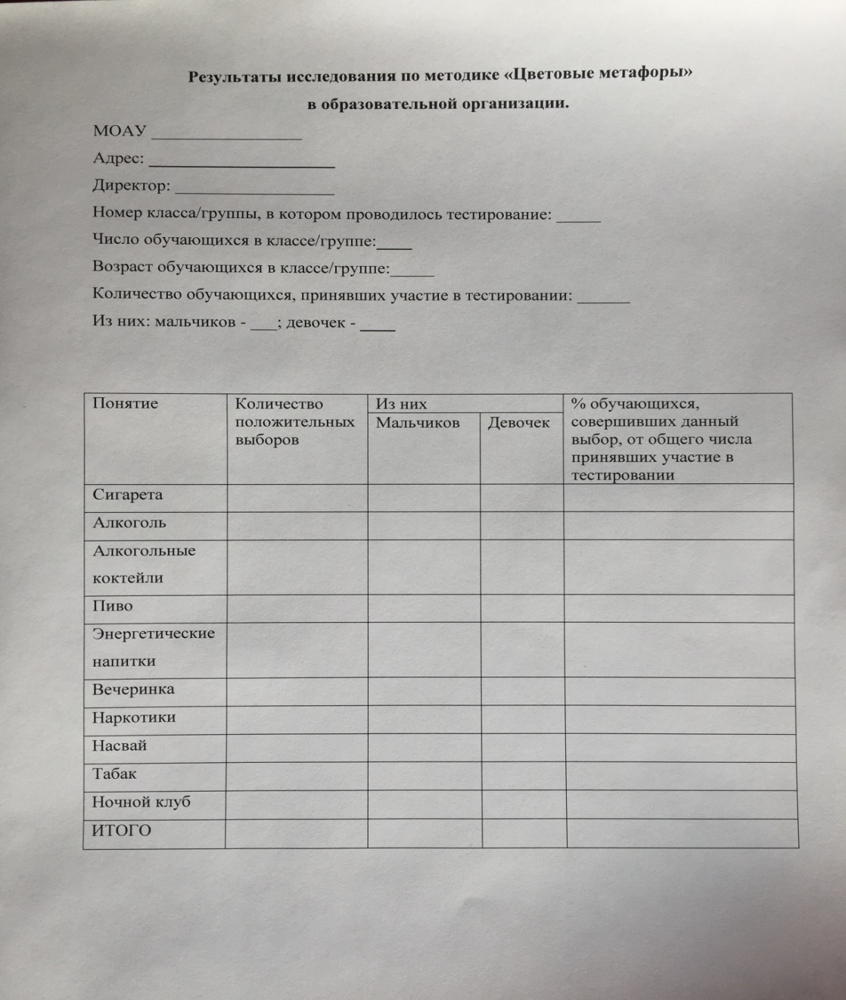 Результаты исследования по методике «Цветовые метафоры»
в образовательной организации.
МОАУ _________________
Адрес: _____________________
Директор: __________________
Номер класса/группы, в котором проводилось тестирование: _____
Число обучающихся в классе/группе:____
Возраст обучающихся в классе/группе:_____
Количество обучающихся, принявших участие в тестировании: ______
Из них: мальчиков - ___; девочек - ____
Понятие
Количество
положительных
выборов
Из них
Мальчиков
Девочек
% обучающихся,
совершивших данный
выбор, от общего числа
принявших участие в
тестировании
Сигарета
Алкоголь
Алкогольные
коктейли
Пиво
Энергетические
напитки
Вечеринка
Наркотики
Насвай
Табак
Ночной клуб
ИТОГО